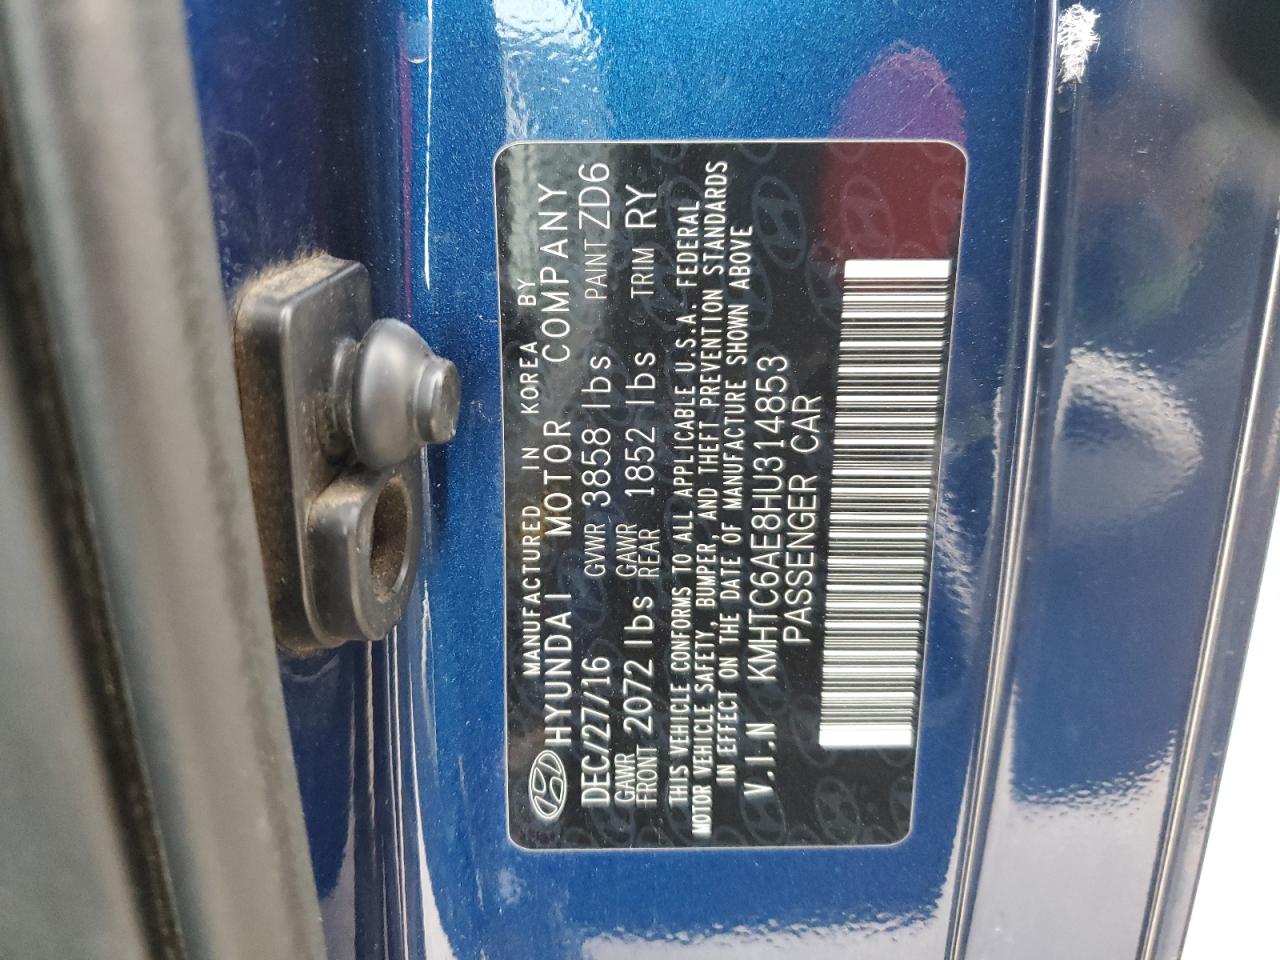 MANUFACTURED IN KOREA BY
HYUNDAI MOTOR COMPANY
DEC/27/16 GVWR 3858 lbs PAINT ZD6
GAWR FRONT 2072 lbs GAWR REAR 1852 lbs TRIM RY
THIS VEHICLE CONFORMS TO ALL APPLICABLE U.S.A. FEDERAL
MOTOR VEHICLE SAFETY, BUMPER, AND THEFT PREVENTION STANDARDS
IN EFFECT ON THE DATE OF MANUFACTURE SHOWN ABOVE
V.I.N KMHTC6AE8HU314853
PASSENGER CAR